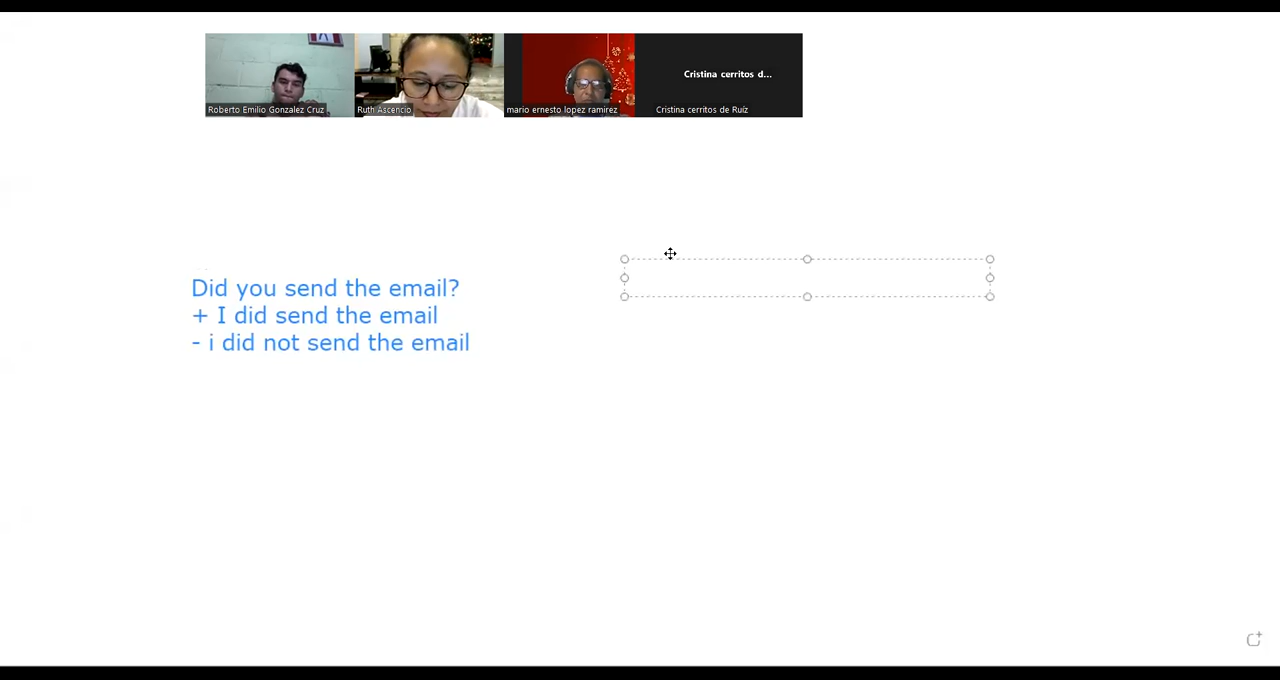 Cristina cerritos d...
Roberto Emilio Gonzalez Cruz
Ruth Ascencio
mario ernesto lopez ramirez
Cristina cerritos de Ruíz
Did you send the email?
+ I did send the email
- i did not send the email